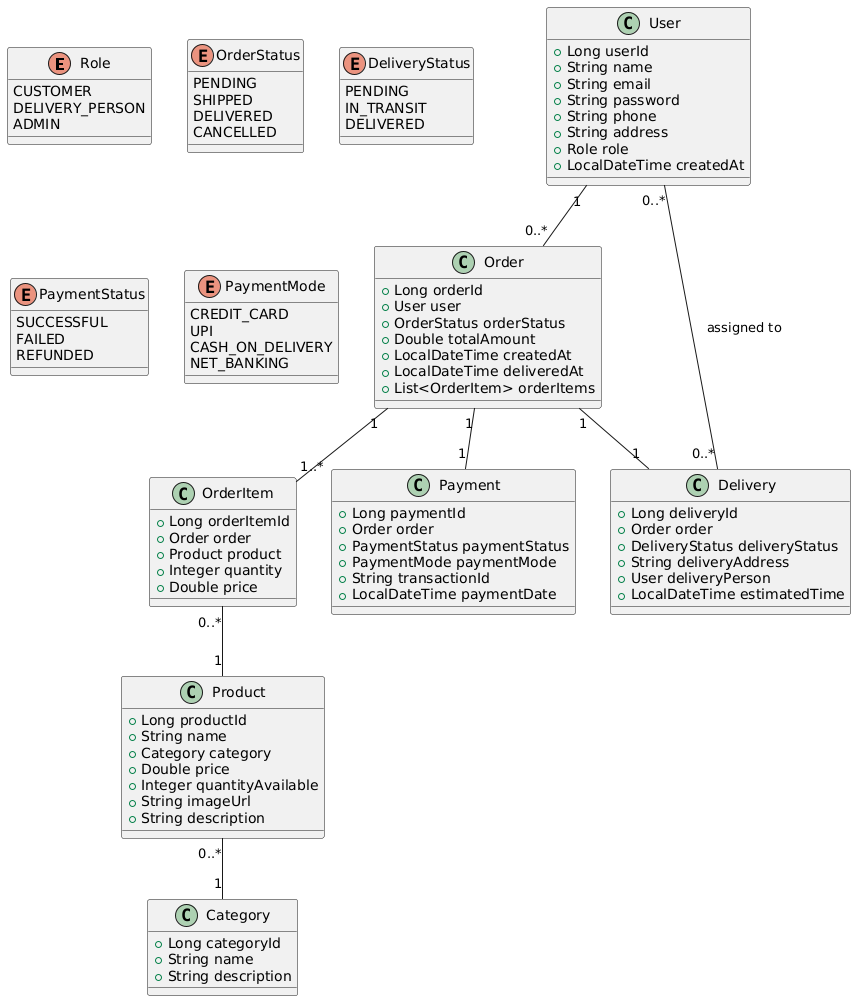 E Role
CUSTOMER
DELIVERY_PERSON
ADMIN
E OrderStatus
PENDING
SHIPPED
DELIVERED
CANCELLED
E DeliveryStatus
PENDING
IN_TRANSIT
DELIVERED
C User
Long userId
String name
String email
String password
String phone
String address
Role role
LocalDateTime createdAt
1
0..*
0..*
assigned to
0..*
E PaymentStatus
SUCCESSFUL
FAILED
REFUNDED
E PaymentMode
CREDIT_CARD
UPI
CASH_ON_DELIVERY
NET_BANKING
C Order
Long orderId
User user
OrderStatus orderStatus
Double totalAmount
LocalDateTime createdAt
LocalDateTime deliveredAt
List<OrderItem> orderItems
1
1..*
1
1
1
1
C OrderItem
Long orderItemId
Order order
Product product
Integer quantity
Double price
C Payment
Long paymentId
Order order
PaymentStatus paymentStatus
PaymentMode paymentMode
String transactionId
LocalDateTime paymentDate
C Delivery
Long deliveryId
Order order
DeliveryStatus deliveryStatus
String deliveryAddress
User deliveryPerson
LocalDateTime estimatedTime
0..*
1
C Product
Long productId
String name
Category category
Double price
Integer quantityAvailable
String imageUrl
String description
0..*
1
C Category
Long categoryId
String name
String description